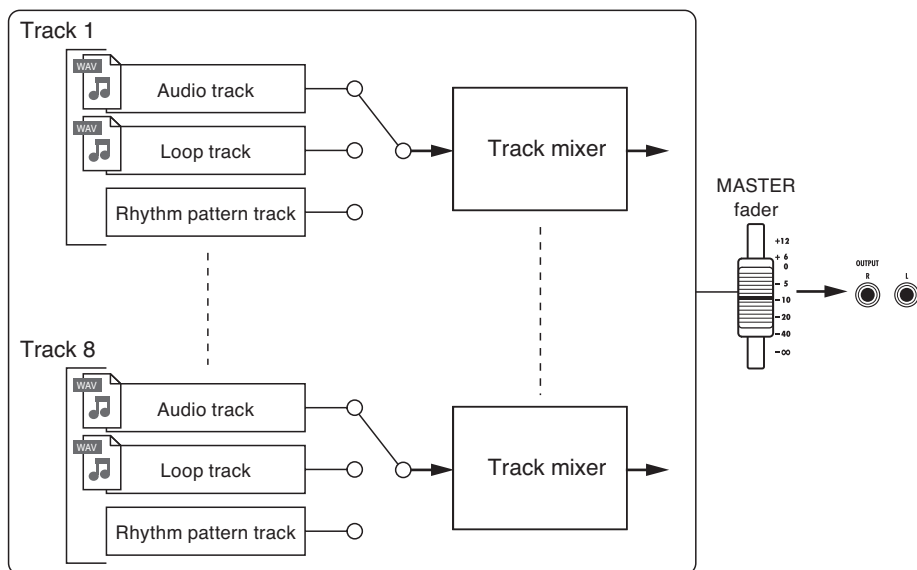 Track 1
WAV
Audio track
WAV
Loop track
Rhythm pattern track
Track mixer
Track 8
WAV
Audio track
WAV
Loop track
Rhythm pattern track
Track mixer
MASTER
fader
+12
+ 6
0
- 5
-10
-20
-40
-∞
OUTPUT
R L